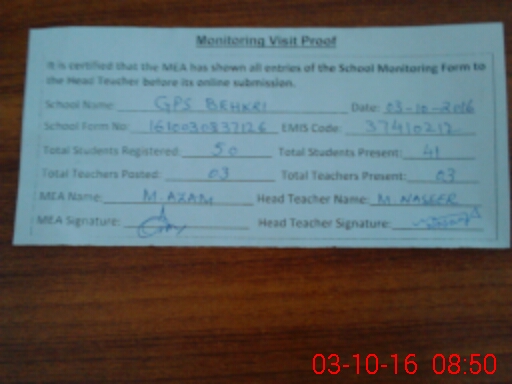 Monitoring Visit Proof
It is certified that the MEA has shown all entries of the School Monitoring Form to
the Head Teacher before its online submission.
School Name: GPS BEHKRI Date: 03-10-2016
School Form No: 1610030837126 EMIS Code: 37410212
Total Students Registered: 50 Total Students Present: 41
Total Teachers Posted: 03 Total Teachers Present: 03
MEA Name: M. AZAM Head Teacher Name: M. NASEER
MEA Signature: Head Teacher Signature:
03-10-16 08:50